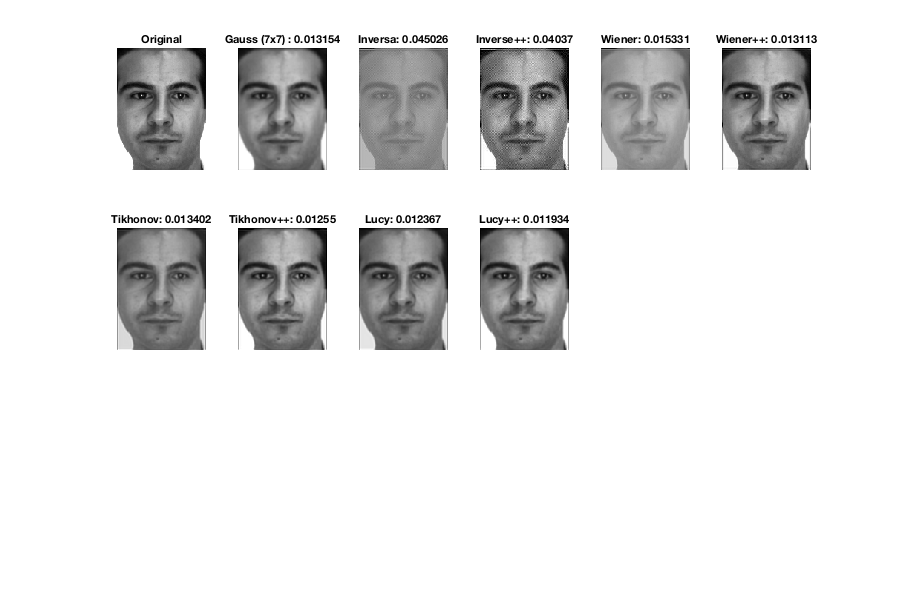 Original
Gauss (7x7) : 0.013154
Inversa: 0.045026
Inverse++: 0.04037
Wiener: 0.015331
Wiener++: 0.013113
Tikhonov: 0.013402
Tikhonov++: 0.01255
Lucy: 0.012367
Lucy++: 0.011934